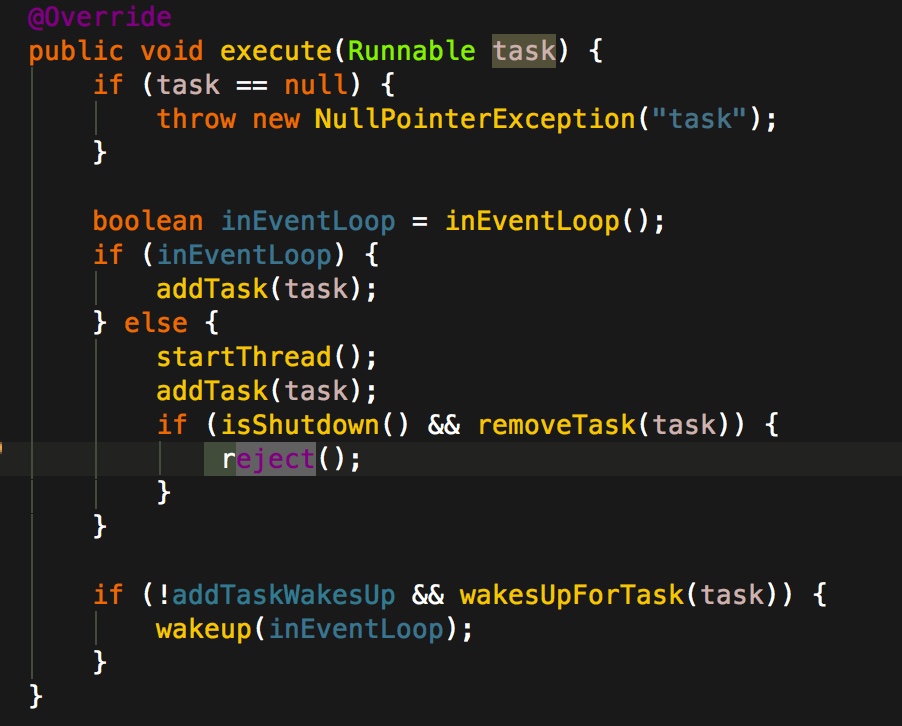 @Override
public void execute(Runnable task) {
if (task == null) {
throw new NullPointerException("task");
}
boolean inEventLoop = inEventLoop();
if (inEventLoop) {
addTask(task);
} else {
startThread();
addTask(task);
if (isShutdown() && removeTask(task)) {
reject();
}
}
if (!addTaskWakesUp && wakesUpForTask(task)) {
wakeup(inEventLoop);
}
}